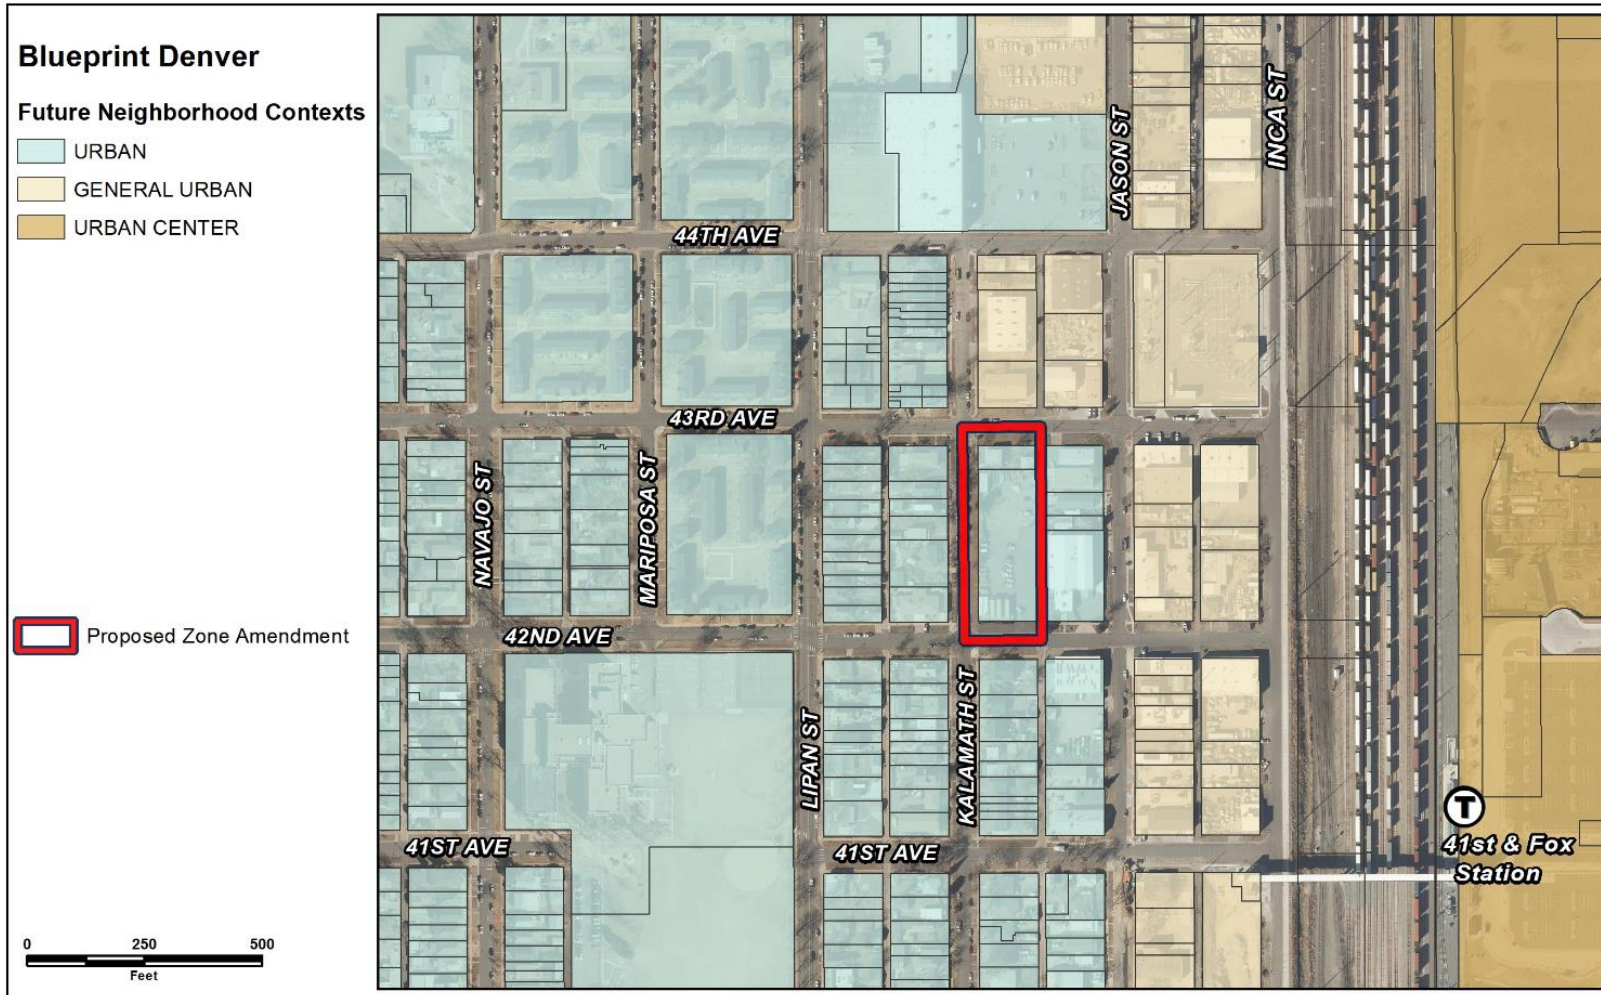 Blueprint Denver
Future Neighborhood Contexts
URBAN
GENERAL URBAN
URBAN CENTER
Proposed Zone Amendment
0 250 500
Feet
INCA ST
JASON ST
44TH AVE
43RD AVE
NAVAJO ST
MARIPOSA ST
42ND AVE
LIPAN ST
KALAMATH ST
41ST AVE
41ST AVE
T
41st & Fox
Station